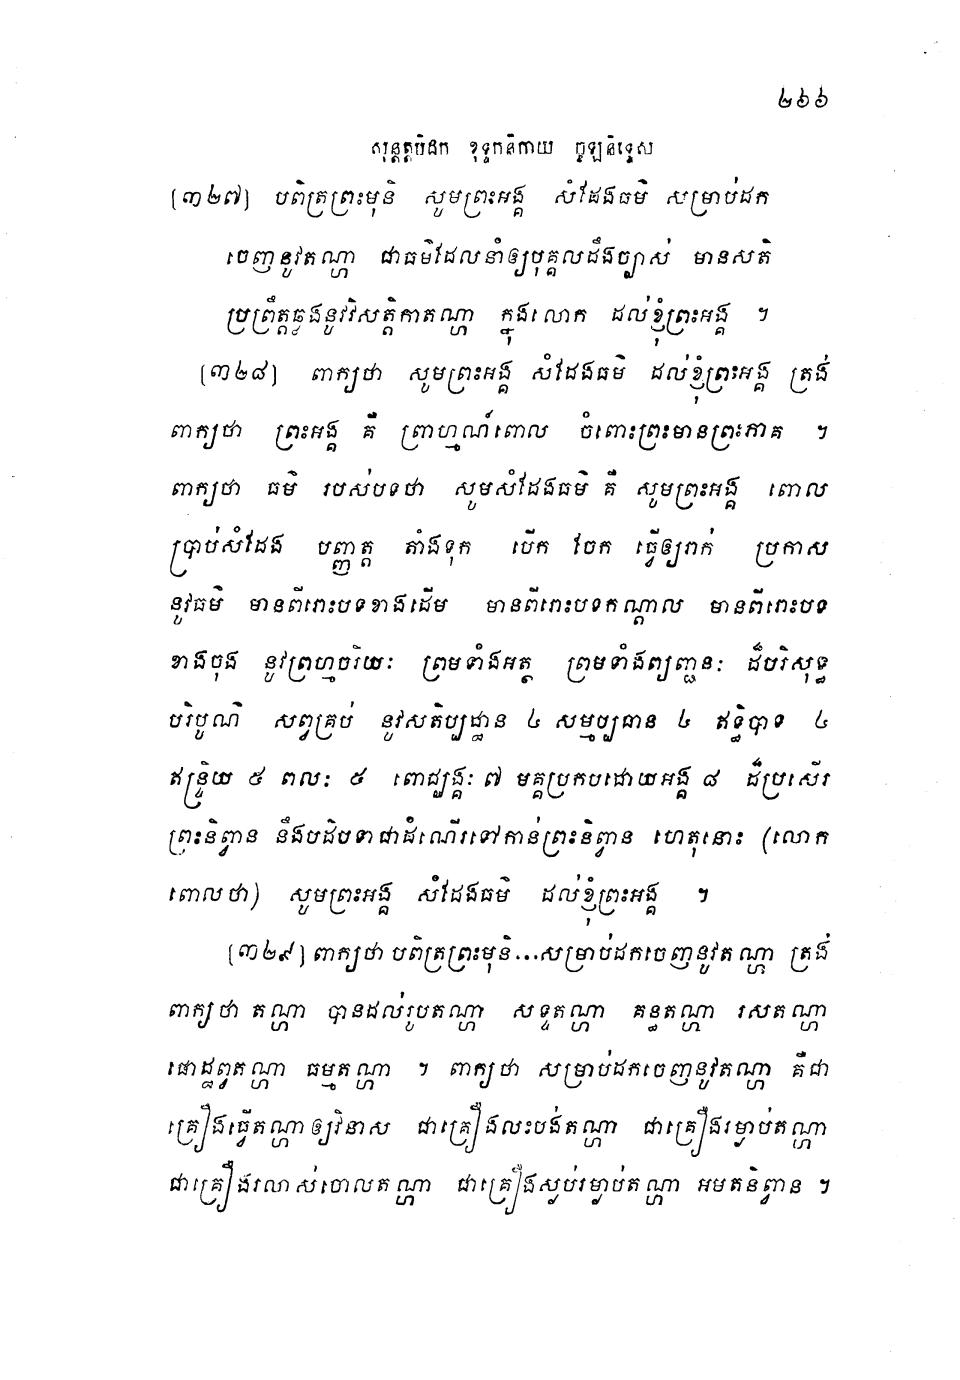 ២៦៦
សុត្តន្តបិដក ខុទ្ទកនិកាយ ចូឡនិទ្ទេស
[៣២៧] បពិត្រព្រះមុនិ សូមព្រះអង្គ សំដែងធម៌ សម្រាប់ដក
ចេញនូវតណ្ហា ជាធម៌ដែលនាំឲ្យបុគ្គលដឹងច្បាស់ មានសតិ
ប្រព្រឹត្តឆ្លងនូវវិសត្តិកាតណ្ហា ក្នុងលោក ដល់ខ្ញុំព្រះអង្គ ។
[៣២៨] ពាក្យថា សូមព្រះអង្គ សំដែងធម៌ ដល់ខ្ញុំព្រះអង្គ ត្រង់
ពាក្យថា ព្រះអង្គ គឺ ព្រាហ្មណ៍ពោល ចំពោះព្រះមានព្រះភាគ ។
ពាក្យថា ធម៌ របស់បទថា សូមសំដែងធម៌ គឺ សូមព្រះអង្គ ពោល
ប្រាប់សំដែង បញ្ញត្ត តាំងទុក បើក ចែក ធ្វើឲ្យរាក់ ប្រកាស
នូវធម៌ មានពីរោះបទខាងដើម មានពីរោះបទកណ្តាល មានពីរោះបទ
ខាងចុង នូវព្រហ្មចរិយៈ ព្រមទាំងអត្ថ ព្រមទាំងព្យញ្ជនៈ ដ៏បរិសុទ្ធ
បរិបូណ៌ សព្វគ្រប់ នូវសតិប្បដ្ឋាន ៤ សម្មប្បធាន ៤ ឥទ្ធិបាទ ៤
ឥន្ទ្រិយ ៥ ពលៈ ៥ ពោជ្ឈង្គៈ ៧ មគ្គប្រកបដោយអង្គ ៨ ដ៏ប្រសើរ
ព្រះនិព្វាន នឹងបដិបទាជាដំណើរទៅកាន់ព្រះនិព្វាន ហេតុនោះ (លោក
ពោលថា) សូមព្រះអង្គ សំដែងធម៌ ដល់ខ្ញុំព្រះអង្គ ។
[៣២៩] ពាក្យថា បពិត្រព្រះមុនិ...សម្រាប់ដកចេញនូវតណ្ហា ត្រង់
ពាក្យថា តណ្ហា បានដល់រូបតណ្ហា សទ្ទតណ្ហា គន្ធតណ្ហា រសតណ្ហា
ផោដ្ឋព្វតណ្ហា ធម្មតណ្ហា ។ ពាក្យថា សម្រាប់ដកចេញនូវតណ្ហា គឺជា
គ្រឿងធ្វើតណ្ហាឲ្យវិនាស ជាគ្រឿងលះបង់តណ្ហា ជាគ្រឿងរម្ងាប់តណ្ហា
ជាគ្រឿងរលាស់ចោលតណ្ហា ជាគ្រឿងស្ងប់រម្ងាប់តណ្ហា អមតនិព្វាន ។